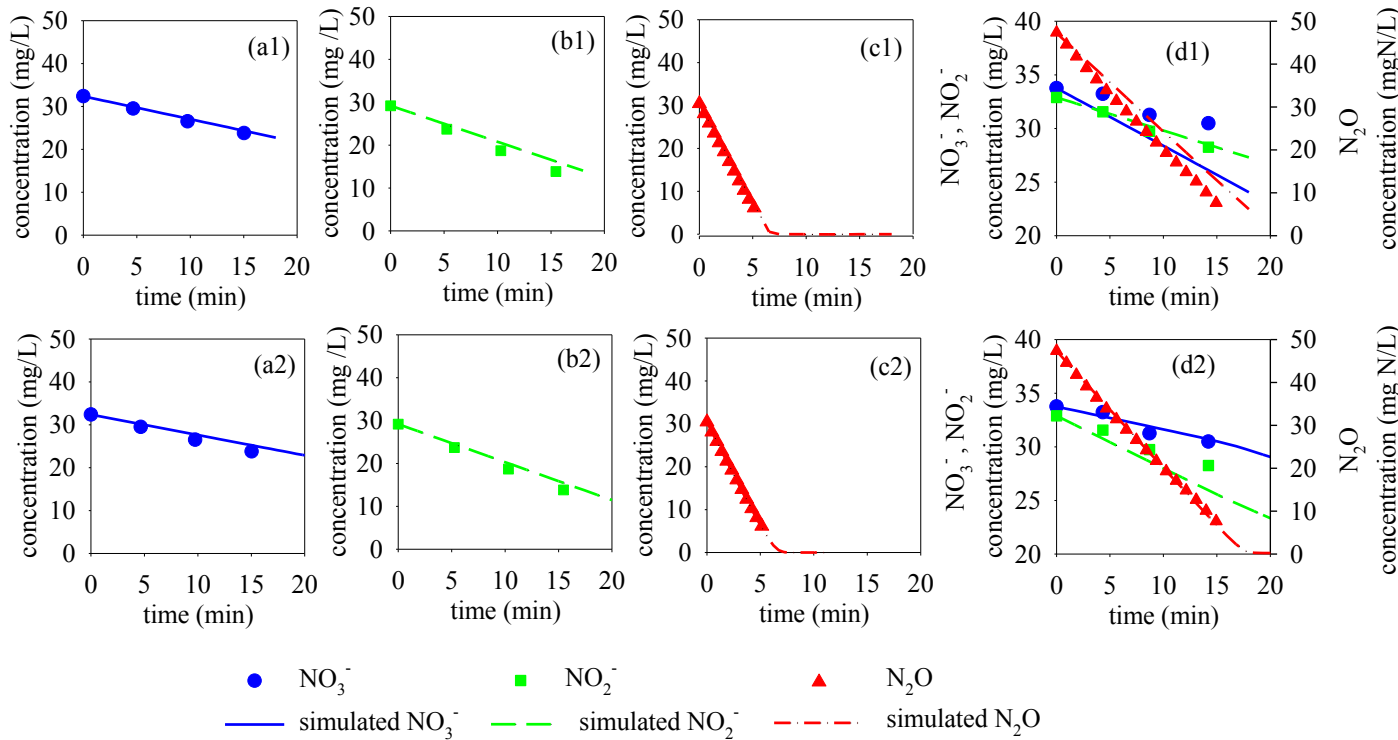 concentration (mg/L)
50
40
30
20
10
0
(a1)
0 5 10 15 20
time (min)
concentration (mg /L)
50
40
30
20
10
0
(b1)
0 5 10 15 20
time (min)
concentration (mg/L)
50
40
30
20
10
0
(c1)
0 5 10 15 20
time (min)
NO₃⁻, NO₂⁻
concentration (mg/L)
40
35
30
25
20
(d1)
50
40
30
20
10
0
N₂O
concentration (mgN/L)
0 5 10 15 20
time (min)
concentration (mg/L)
50
40
30
20
10
0
(a2)
0 5 10 15 20
time (min)
concentration (mg /L)
50
40
30
20
10
0
(b2)
0 5 10 15 20
time (min)
concentration (mg/L)
50
40
30
20
10
0
(c2)
0 5 10 15 20
time (min)
NO₃⁻, NO₂⁻
concentration (mg/L)
40
35
30
25
20
(d2)
50
40
30
20
10
0
N₂O
concentration (mg N/L)
0 5 10 15 20
time (min)
NO₃⁻ NO₂⁻ N₂O
simulated NO₃⁻ simulated NO₂⁻ simulated N₂O